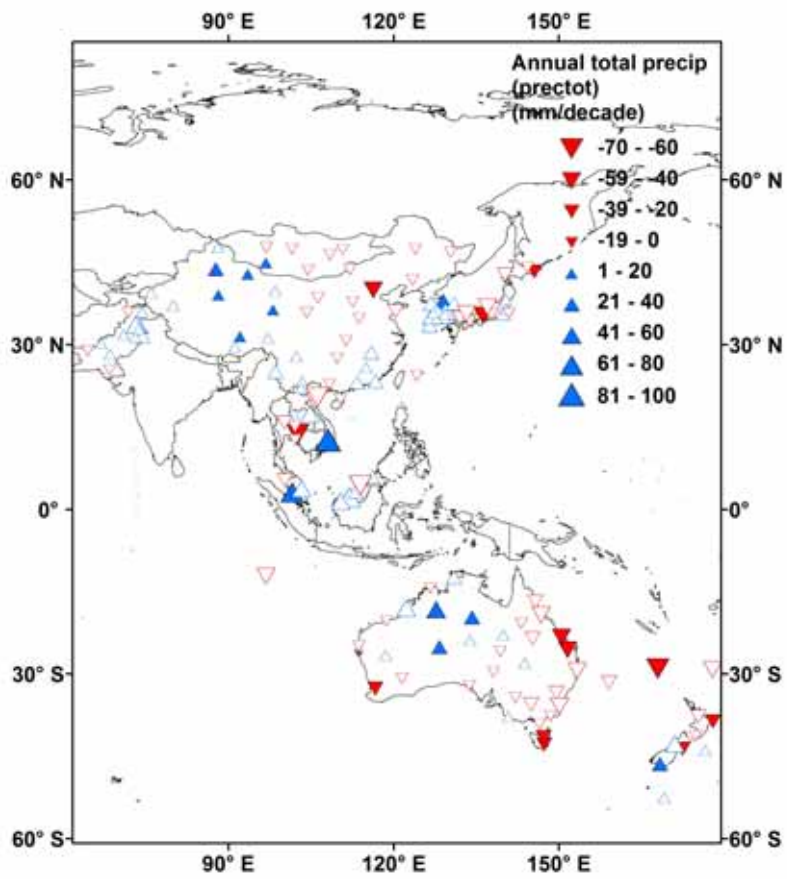 90° E 120° E 150° E
Annual total precip
(prectot)
(mm/decade)
-70 - -60
-59 - -40
-39 - -20
-19 - 0
1 - 20
21 - 40
41 - 60
61 - 80
81 - 100
60° N 60° N
30° N 30° N
0° 0°
30° S 30° S
60° S 60° S
90° E 120° E 150° E